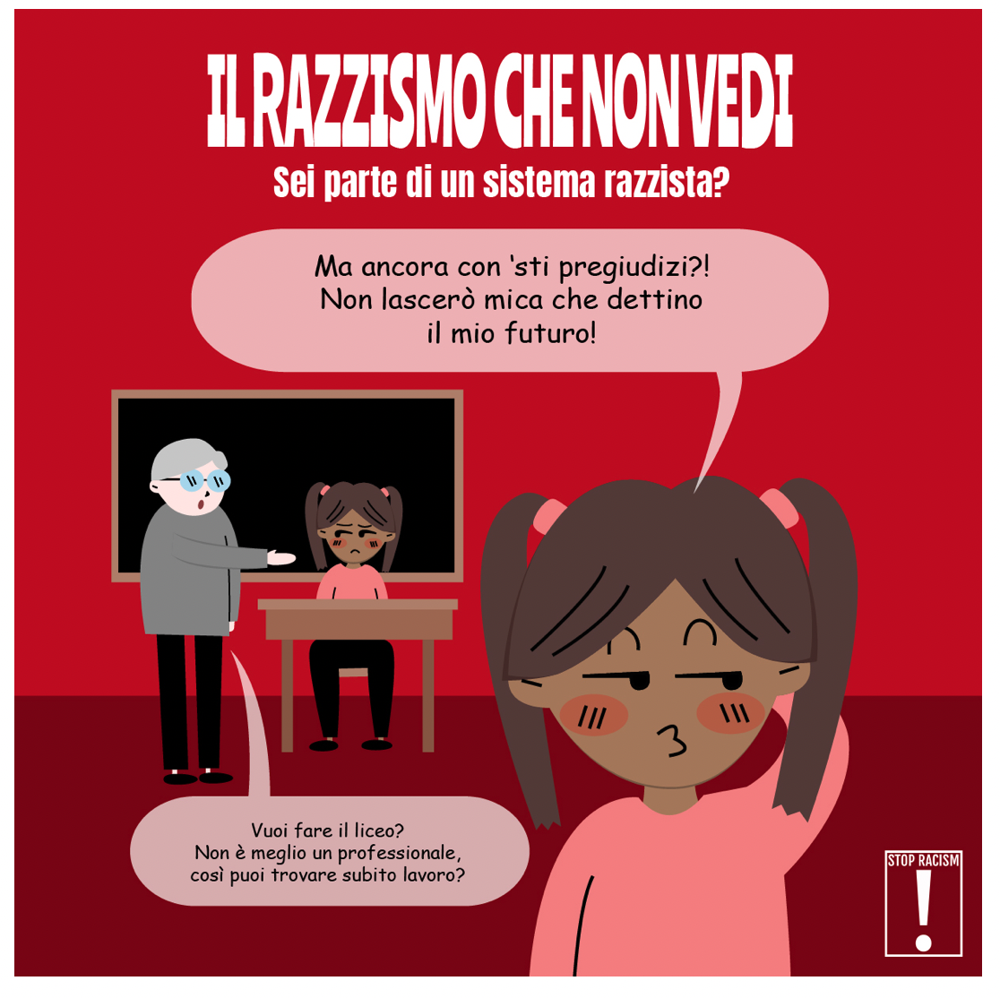 IL RAZZISMO CHE NON VEDI
Sei parte di un sistema razzista?
Ma ancora con ‘sti pregiudizi?!
Non lascerò mica che dettino
il mio futuro!
Vuoi fare il liceo?
Non è meglio un professionale,
così puoi trovare subito lavoro?
STOP RACISM
!